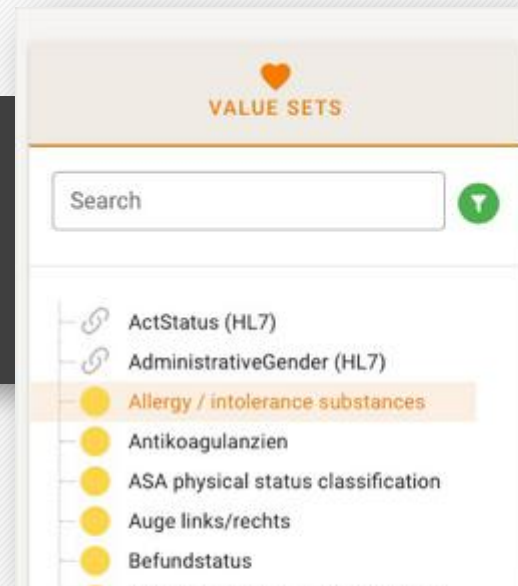 VALUE SETS
Search
ActStatus (HL7)
AdministrativeGender (HL7)
Allergy / intolerance substances
Antikoagulanzien
ASA physical status classification
Auge links/rechts
Befundstatus